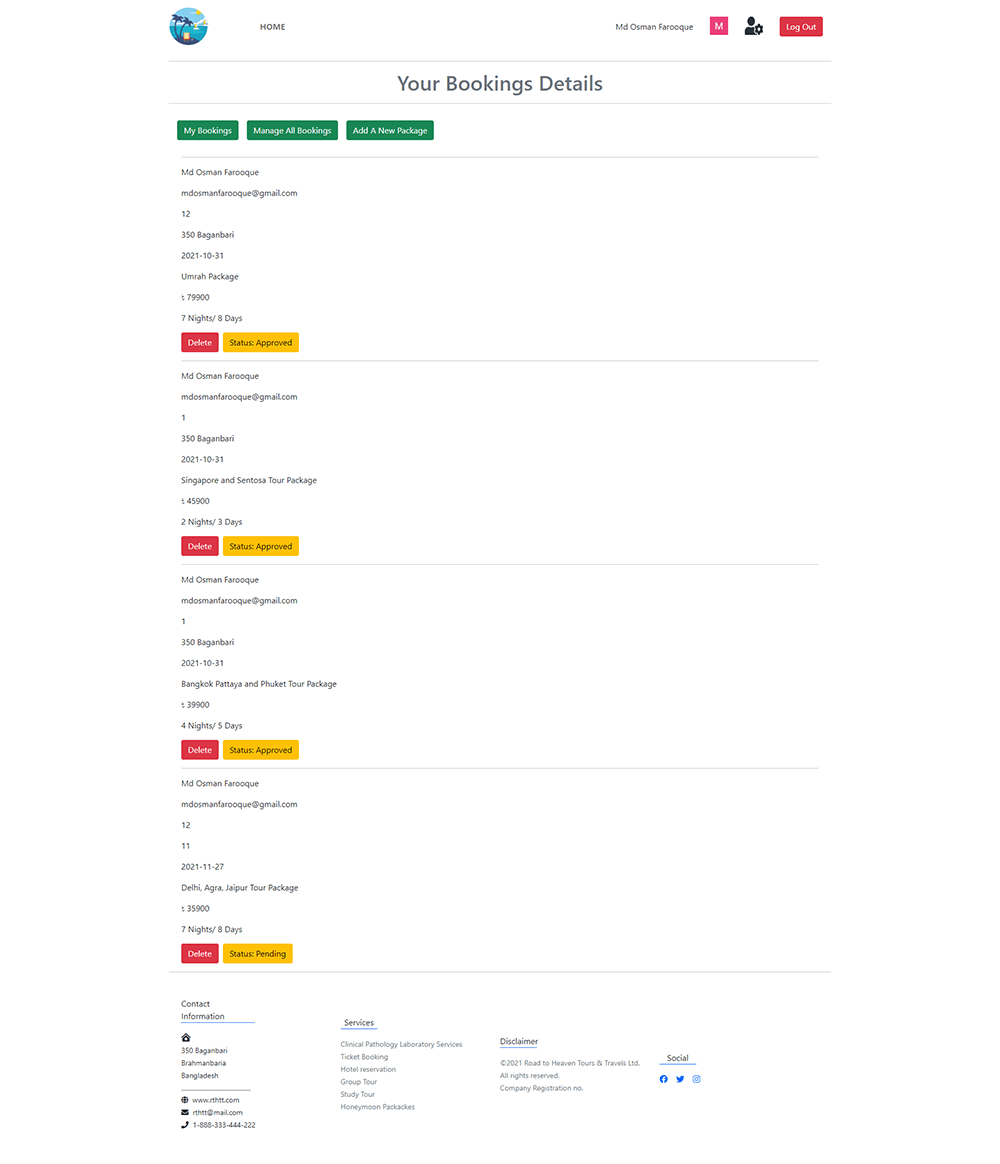 HOME
Md Osman Farooque
M
Log Out
Your Bookings Details
My Bookings
Manage All Bookings
Add A New Package
Md Osman Farooque
mdosmanfarooque@gmail.com
12
350 Baganbari
2021-10-31
Umrah Package
৳ 79900
7 Nights/ 8 Days
Delete
Status: Approved
Md Osman Farooque
mdosmanfarooque@gmail.com
1
350 Baganbari
2021-10-31
Singapore and Sentosa Tour Package
৳ 45900
2 Nights/ 3 Days
Delete
Status: Approved
Md Osman Farooque
mdosmanfarooque@gmail.com
1
350 Baganbari
2021-10-31
Bangkok Pattaya and Phuket Tour Package
৳ 39900
4 Nights/ 5 Days
Delete
Status: Approved
Md Osman Farooque
mdosmanfarooque@gmail.com
12
11
2021-11-27
Delhi, Agra, Jaipur Tour Package
৳ 35900
7 Nights/ 8 Days
Delete
Status: Pending
Contact
Information
350 Baganbari
Brahmanbaria
Bangladesh
www.rthtt.com
rthtt@mail.com
1-888-333-444-222
Services
Clinical Pathology Laboratory Services
Ticket Booking
Hotel reservation
Group Tour
Study Tour
Honeymoon Packackes
Disclaimer
©2021 Road to Heaven Tours & Travels Ltd.
All rights reserved.
Company Registration no.
Social